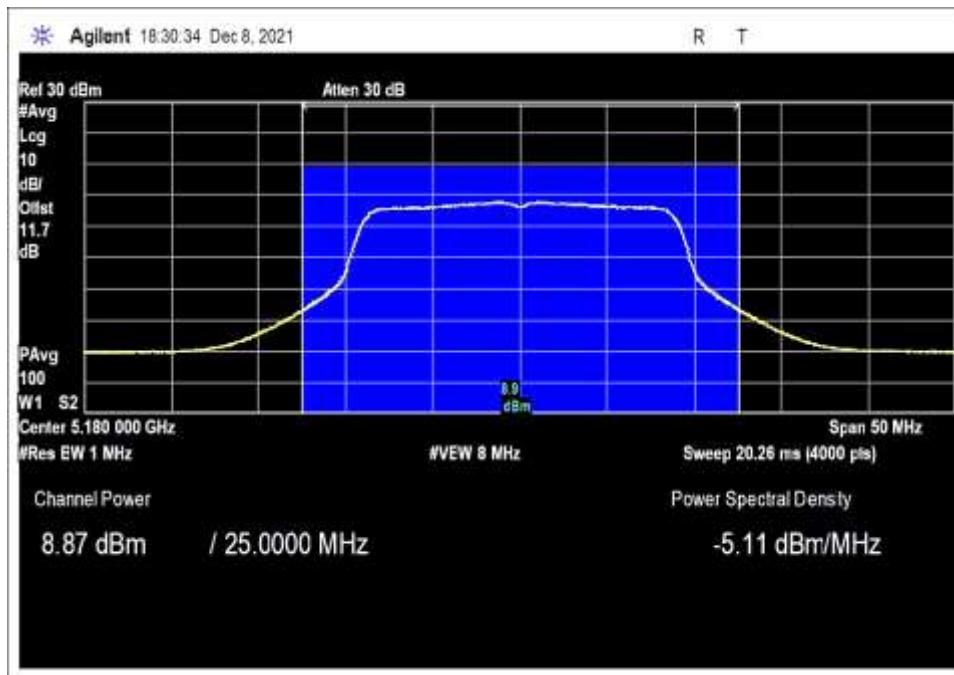 Agilent 18:30:34 Dec 8, 2021 R T
Ref 30 dBm Atten 30 dB
#Avg
Log
10
dB/
Offst
11.7
dB
PAvg
100
W1 S2
8.9
dBm
Center 5.180 000 GHz Span 50 MHz
#Res BW 1 MHz #VBW 8 MHz Sweep 20.26 ms (4000 pts)
Channel Power Power Spectral Density
8.87 dBm / 25.0000 MHz -5.11 dBm/MHz